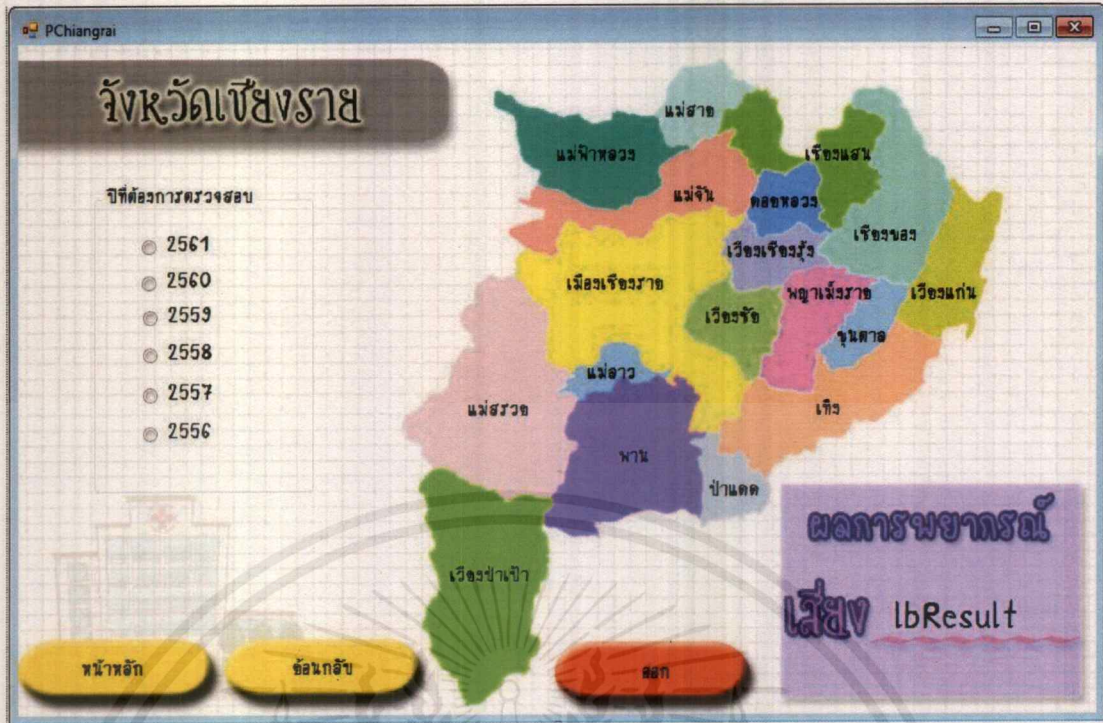 PChiangrai
จังหวัดเชียงราย
ปีที่ต้องการตรวจสอบ
2561
2560
2559
2558
2557
2556
แม่สาย
แม่ฟ้าหลวง
เชียงแสน
แม่จัน
ดอยหลวง
เชียงของ
เวียงเชียงรุ้ง
เมืองเชียงราย
พญาเม็งราย
เวียงแก่น
เวียงชัย
ขุนตาล
แม่ลาว
แม่สรวย
เทิง
พาน
ป่าแดด
เวียงป่าเป้า
ผลการพยากรณ์
เสี่ยง lbResult
หน้าหลัก
ย้อนกลับ
ออก